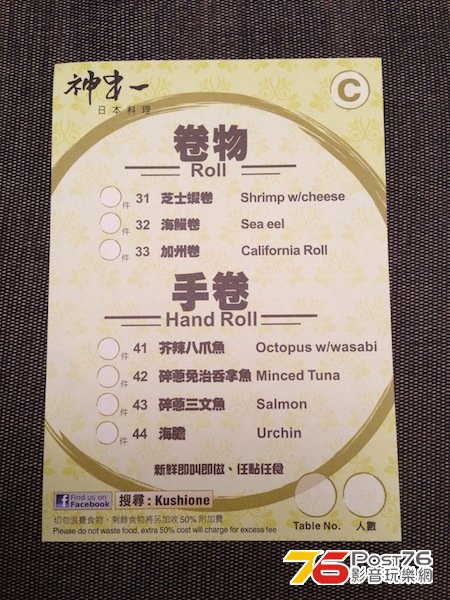 神串一
日本料理
C
卷物
Roll
件 31 芝士蝦卷 Shrimp w/cheese
件 32 海鰻卷 Sea eel
件 33 加州卷 California Roll
手卷
Hand Roll
件 41 芥辣八爪魚 Octopus w/wasabi
件 42 碎蔥免治吞拿魚 Minced Tuna
件 43 碎蔥三文魚 Salmon
件 44 海膽 Urchin
新鮮即叫即做、任點任食
f Find us on Facebook 搜尋 : Kushione
切勿浪費食物，剩餘食物將另加收 50% 附加費
Please do not waste food, extra 50% cost will charge for excess fee
Table No. 人數
76 POST76
影音玩樂網